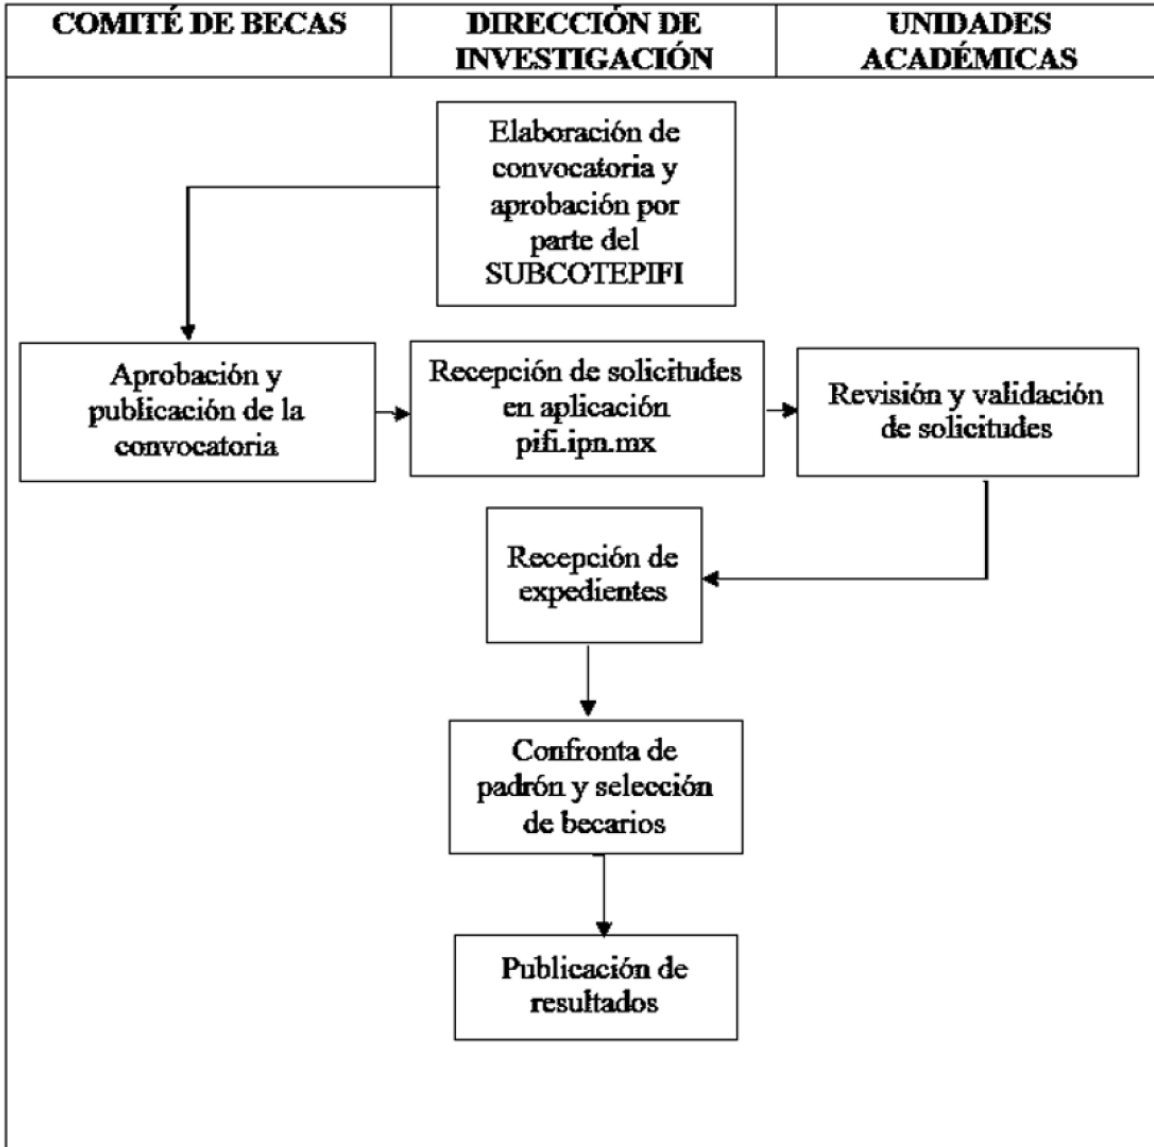 COMITÉ DE BECAS
DIRECCIÓN DE
INVESTIGACIÓN
UNIDADES
ACADÉMICAS
Elaboración de
convocatoria y
aprobación por
parte del
SUBCOTEPIFI
Aprobación y
publicación de la
convocatoria
Recepción de solicitudes
en aplicación
pifi.ipn.mx
Revisión y validación
de solicitudes
Recepción de
expedientes
Confronta de
padrón y selección
de becarios
Publicación de
resultados